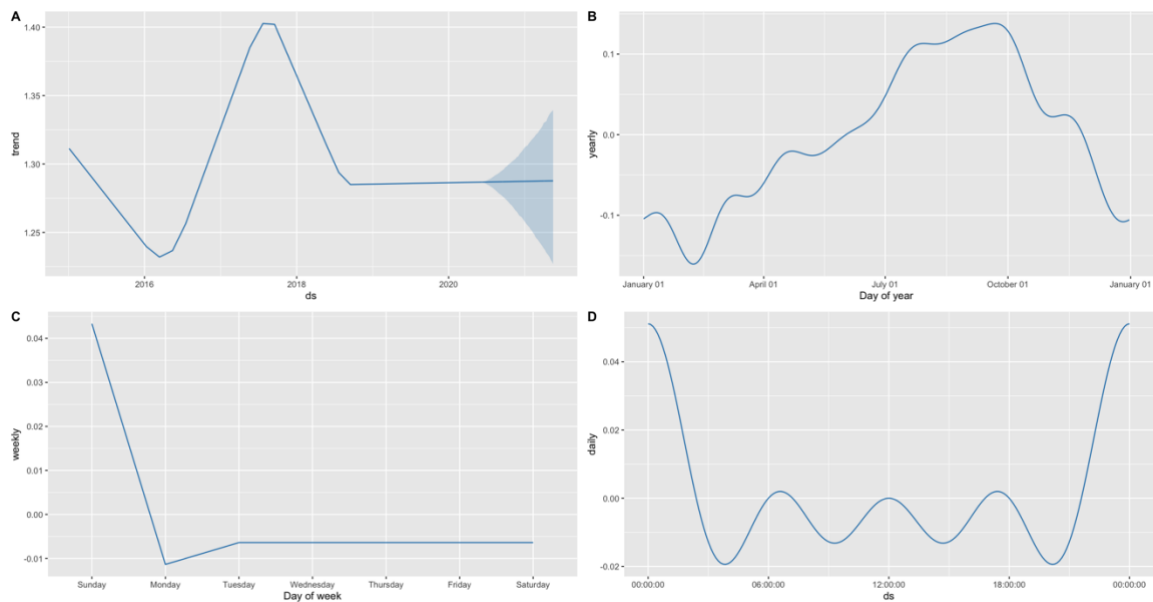 A
1.40
1.35
1.30
1.25
trend
2016 2018 2020
ds
B
0.1
0.0
-0.1
yearly
January 01 April 01 July 01 October 01 January 01
Day of year
C
0.04
0.03
0.02
0.01
0.00
-0.01
weekly
Sunday Monday Tuesday Wednesday Thursday Friday Saturday
Day of week
D
0.04
0.02
0.00
-0.02
daily
00:00:00 06:00:00 12:00:00 18:00:00 00:00:00
ds